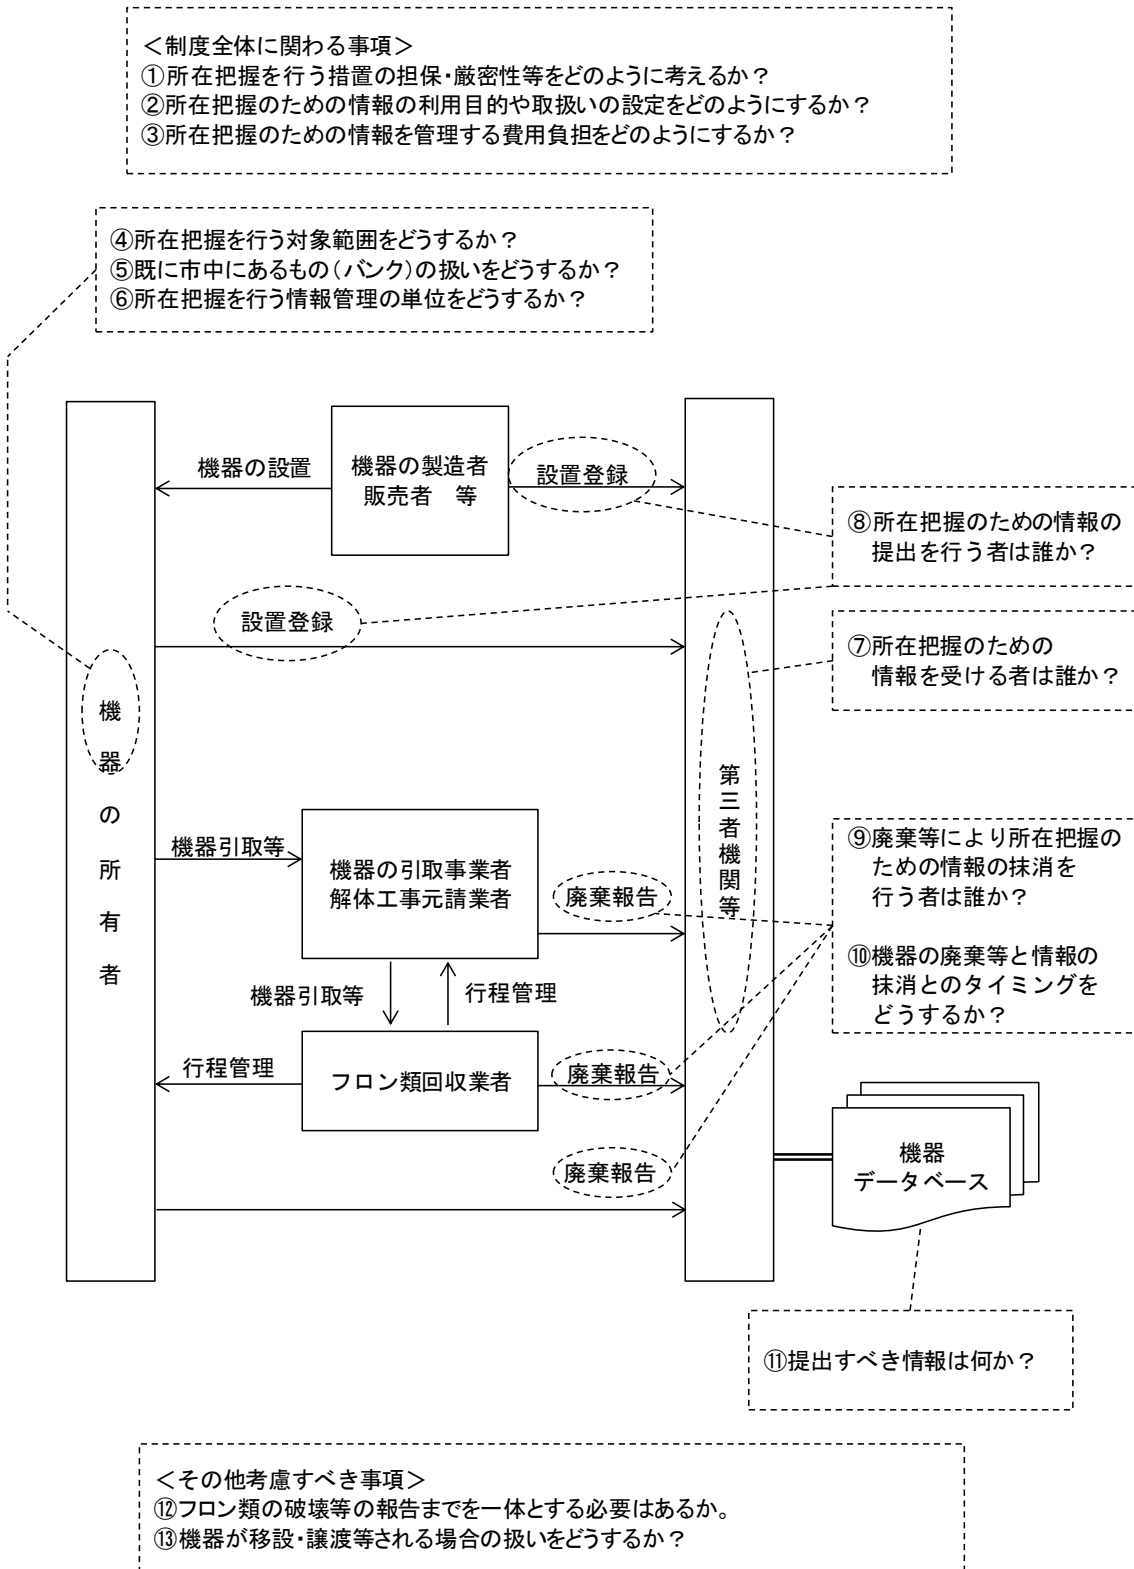 ＜制度全体に関わる事項＞
①所在把握を行う措置の担保・厳密性等をどのように考えるか？
②所在把握のための情報の利用目的や取扱いの設定をどのようにするか？
③所在把握のための情報を管理する費用負担をどのようにするか？
④所在把握を行う対象範囲をどうするか？
⑤既に市中にあるもの（バンク）の扱いをどうするか？
⑥所在把握を行う情報管理の単位をどうするか？
機器の設置
機器の製造者
販売者　等
設置登録
⑧所在把握のための情報の
提出を行う者は誰か？
設置登録
⑦所在把握のための
情報を受ける者は誰か？
機器の所有者
第三者機関等
機器引取等
機器の引取事業者
解体工事元請業者
廃棄報告
⑨廃棄等により所在把握の
ための情報の抹消を
行う者は誰か？
⑩機器の廃棄等と情報の
抹消とのタイミングを
どうするか？
機器引取等
行程管理
行程管理
フロン類回収業者
廃棄報告
廃棄報告
機器
データベース
⑪提出すべき情報は何か？
＜その他考慮すべき事項＞
⑫フロン類の破壊等の報告までを一体とする必要はあるか。
⑬機器が移設・譲渡等される場合の扱いをどうするか？